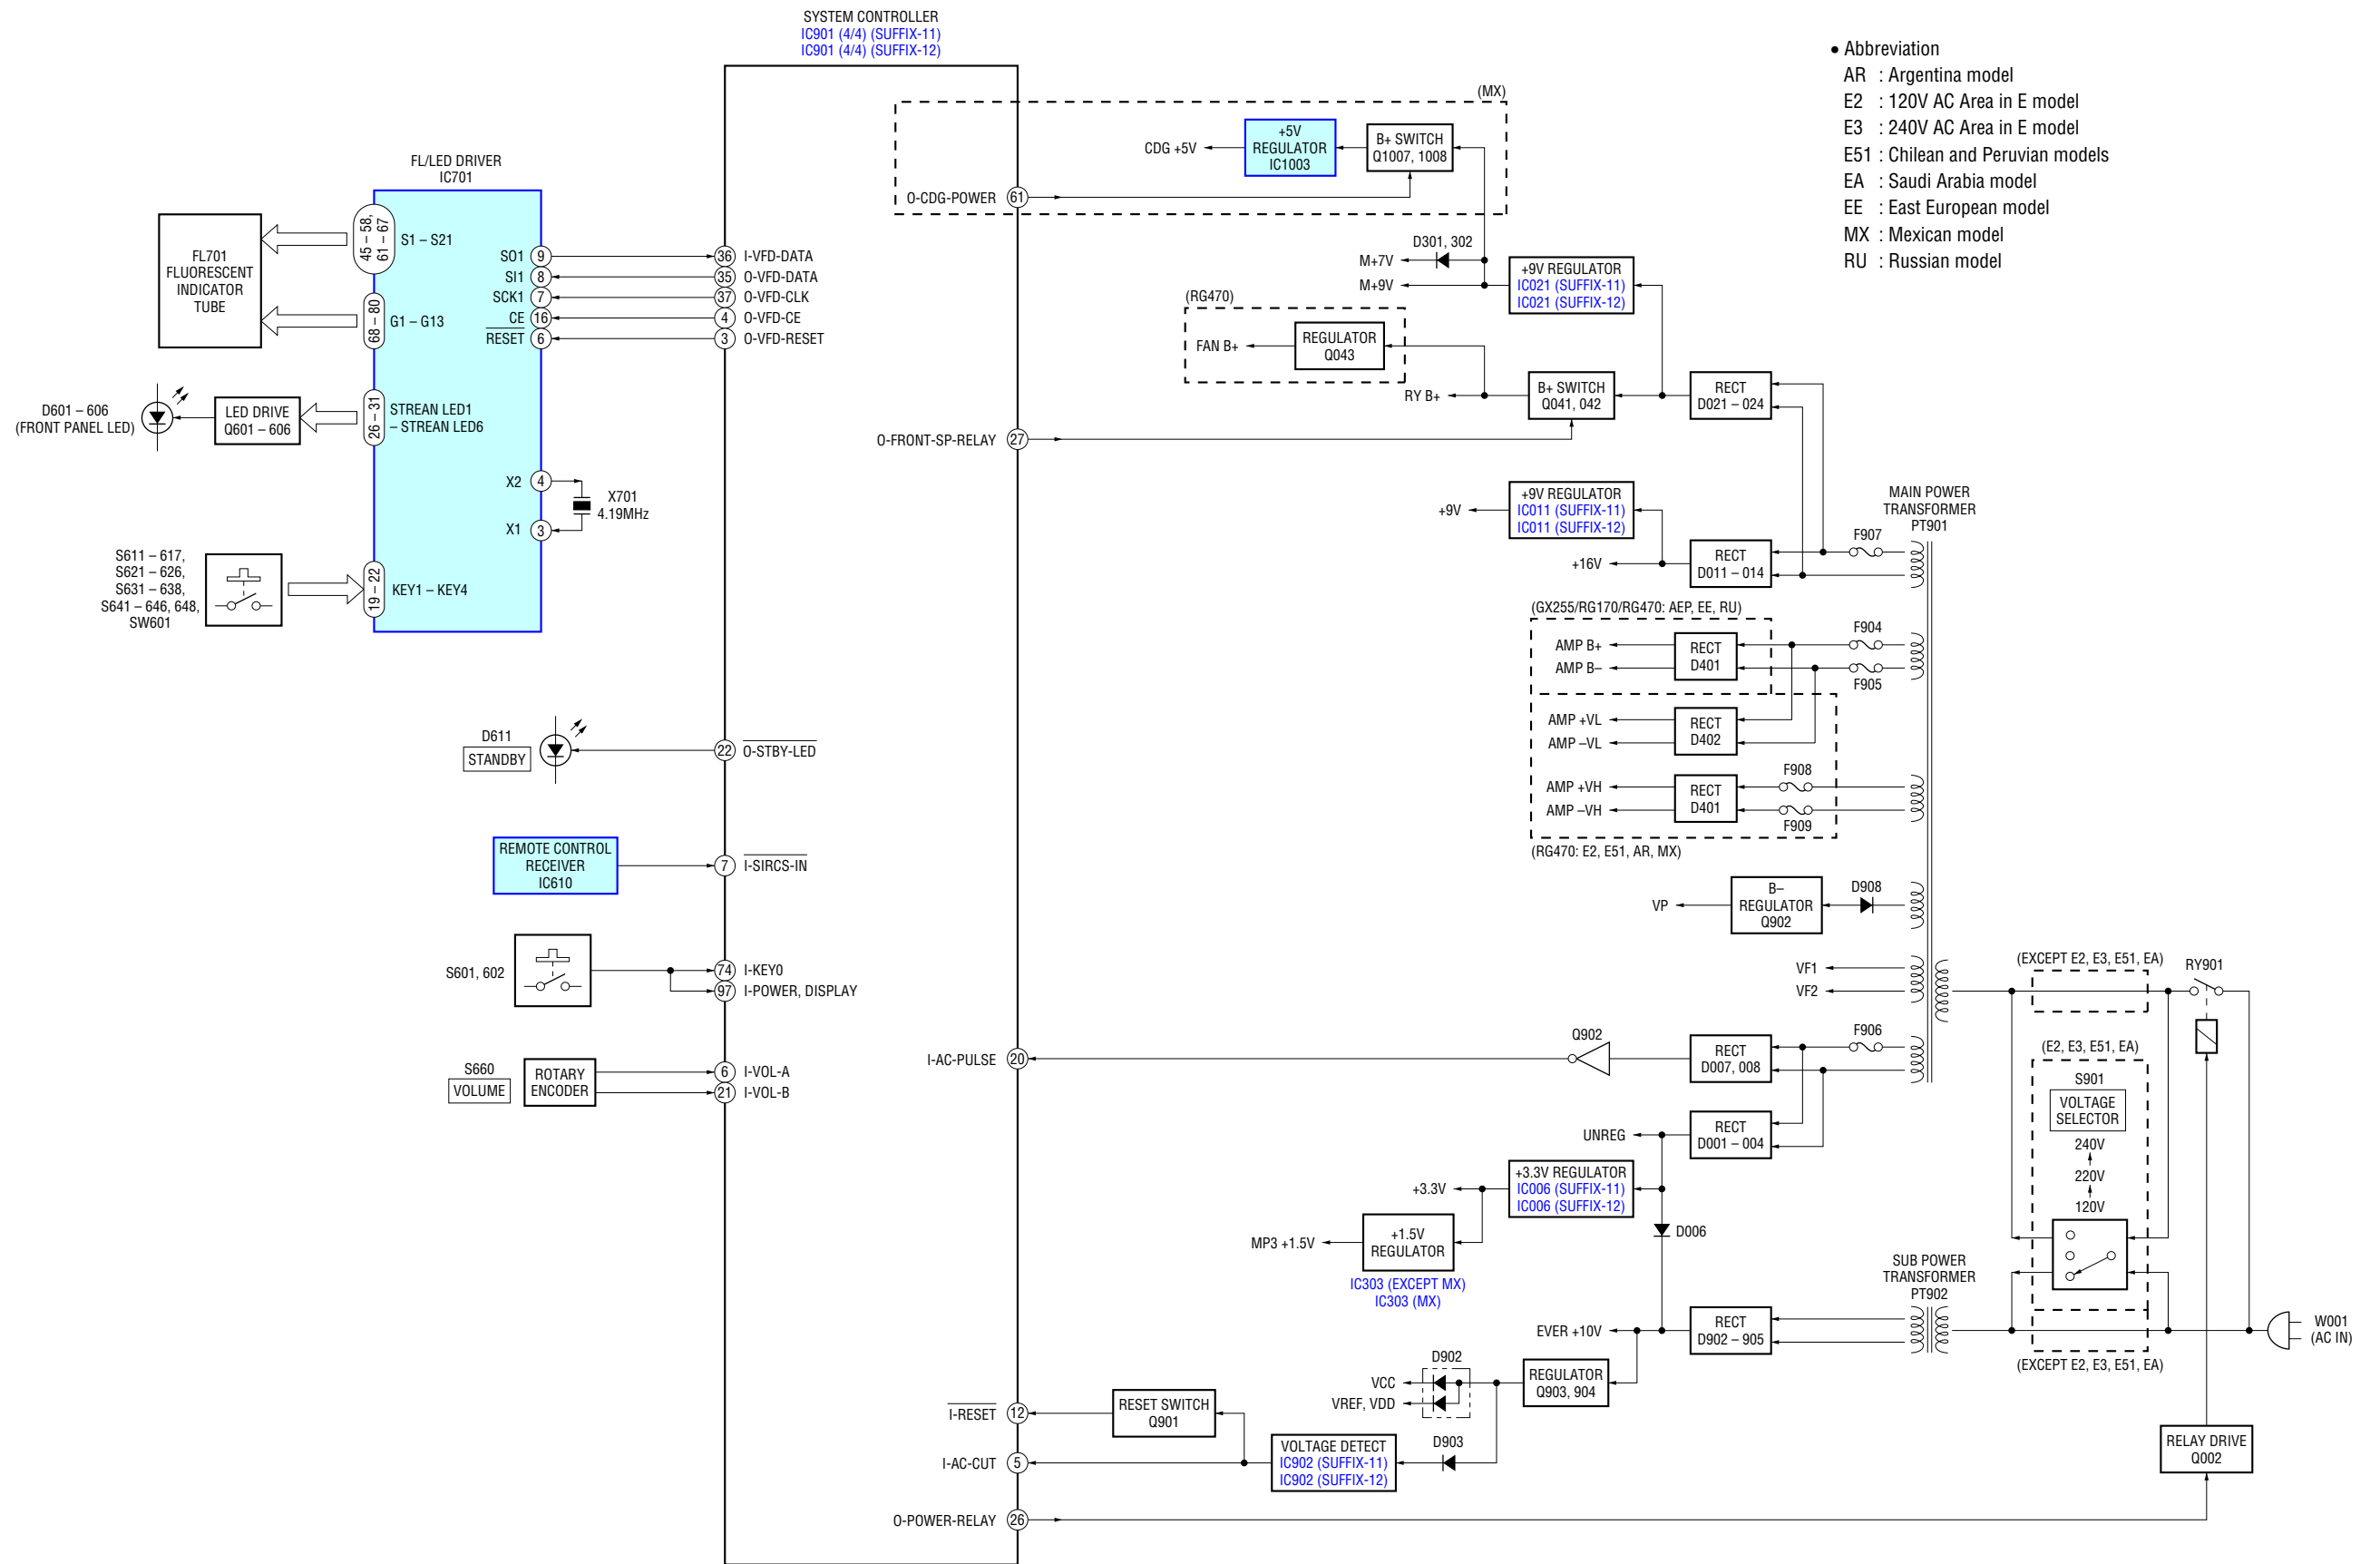 SYSTEM CONTROLLER
IC901 (4/4) (SUFFIX-11)
IC901 (4/4) (SUFFIX-12)
• Abbreviation
AR : Argentina model
E2 : 120V AC Area in E model
E3 : 240V AC Area in E model
E51 : Chilean and Peruvian models
EA : Saudi Arabia model
EE : East European model
MX : Mexican model
RU : Russian model
FL/LED DRIVER
IC701
FL701
FLUORESCENT
INDICATOR
TUBE
45 – 58,
61 – 67
S1 – S21
68 – 80
G1 – G13
SO1 9
SI1 8
SCK1 7
CE 16
RESET 6
36 I-VFD-DATA
35 O-VFD-DATA
37 O-VFD-CLK
4 O-VFD-CE
3 O-VFD-RESET
D601 – 606
(FRONT PANEL LED)
LED DRIVE
Q601 – 606
26 – 31
STREAN LED1
– STREAN LED6
X2 4
X1 3
X701
4.19MHz
S611 – 617,
S621 – 626,
S631 – 638,
S641 – 646, 648,
SW601
19 – 22
KEY1 – KEY4
D611
STANDBY
22 O-STBY-LED
REMOTE CONTROL
RECEIVER
IC610
7 I-SIRCS-IN
S601, 602
74 I-KEY0
97 I-POWER, DISPLAY
S660
VOLUME
ROTARY
ENCODER
6 I-VOL-A
21 I-VOL-B
(MX)
CDG +5V
+5V
REGULATOR
IC1003
B+ SWITCH
Q1007, 1008
O-CDG-POWER 61
D301, 302
M+7V
M+9V
+9V REGULATOR
IC021 (SUFFIX-11)
IC021 (SUFFIX-12)
(RG470)
FAN B+
REGULATOR
Q043
RY B+
B+ SWITCH
Q041, 042
RECT
D021 – 024
O-FRONT-SP-RELAY 27
+9V
+9V REGULATOR
IC011 (SUFFIX-11)
IC011 (SUFFIX-12)
+16V
RECT
D011 – 014
F907
MAIN POWER
TRANSFORMER
PT901
(GX255/RG170/RG470: AEP, EE, RU)
AMP B+
AMP B–
RECT
D401
F904
F905
AMP +VL
AMP –VL
RECT
D402
AMP +VH
AMP –VH
RECT
D401
F908
F909
(RG470: E2, E51, AR, MX)
VP
B–
REGULATOR
Q902
D908
VF1
VF2
(EXCEPT E2, E3, E51, EA)
RY901
I-AC-PULSE 20
Q902
RECT
D007, 008
F906
(E2, E3, E51, EA)
S901
VOLTAGE
SELECTOR
240V
220V
120V
UNREG
RECT
D001 – 004
+3.3V
+3.3V REGULATOR
IC006 (SUFFIX-11)
IC006 (SUFFIX-12)
D006
MP3 +1.5V
+1.5V
REGULATOR
IC303 (EXCEPT MX)
IC303 (MX)
SUB POWER
TRANSFORMER
PT902
EVER +10V
RECT
D902 – 905
W001
(AC IN)
(EXCEPT E2, E3, E51, EA)
D902
VCC
VREF, VDD
REGULATOR
Q903, 904
I-RESET 12
RESET SWITCH
Q901
I-AC-CUT 5
VOLTAGE DETECT
IC902 (SUFFIX-11)
IC902 (SUFFIX-12)
D903
RELAY DRIVE
Q002
O-POWER-RELAY 26